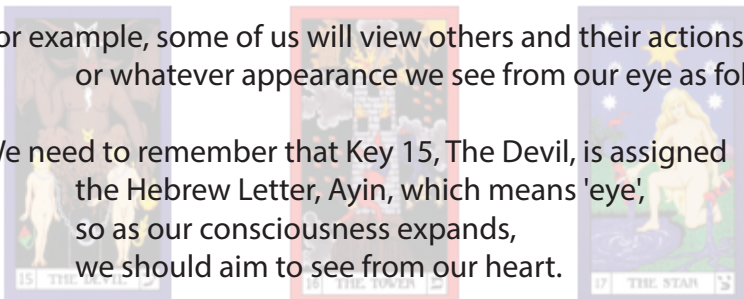 or example, some of us will view others and their actions
or whatever appearance we see from our eye as fol
We need to remember that Key 15, The Devil, is assigned
the Hebrew Letter, Ayin, which means 'eye',
so as our consciousness expands,
we should aim to see from our heart.
15 THE DEVIL ע
16 THE TOWER פ
17 THE STAR צ